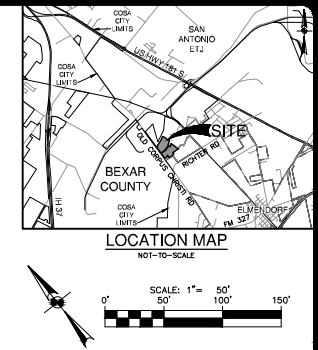 COSA
CITY
LIMITS
SAN
ANTONIO
ETJ
COSA
CITY
LIMITS
US HWY 181 S
SITE
OLD CORPUS CHRISTI RD
RICHTER RD
BEXAR
COUNTY
COSA
CITY
LIMITS
IH 37
ELMENDORF
FM 327
LOCATION MAP
NOT-TO-SCALE
SCALE: 1"= 50'
0' 50' 100' 150'